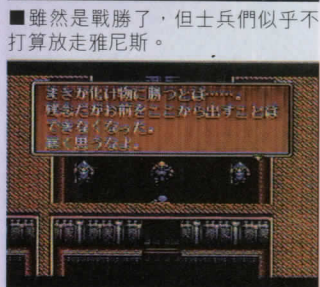 ■雖然是戰勝了，但士兵們似乎不
打算放走雅尼斯。
まさか化け物に勝つとは……。
残念だがお前をここから出すことは
できなくなった。
悪く思うなよ。